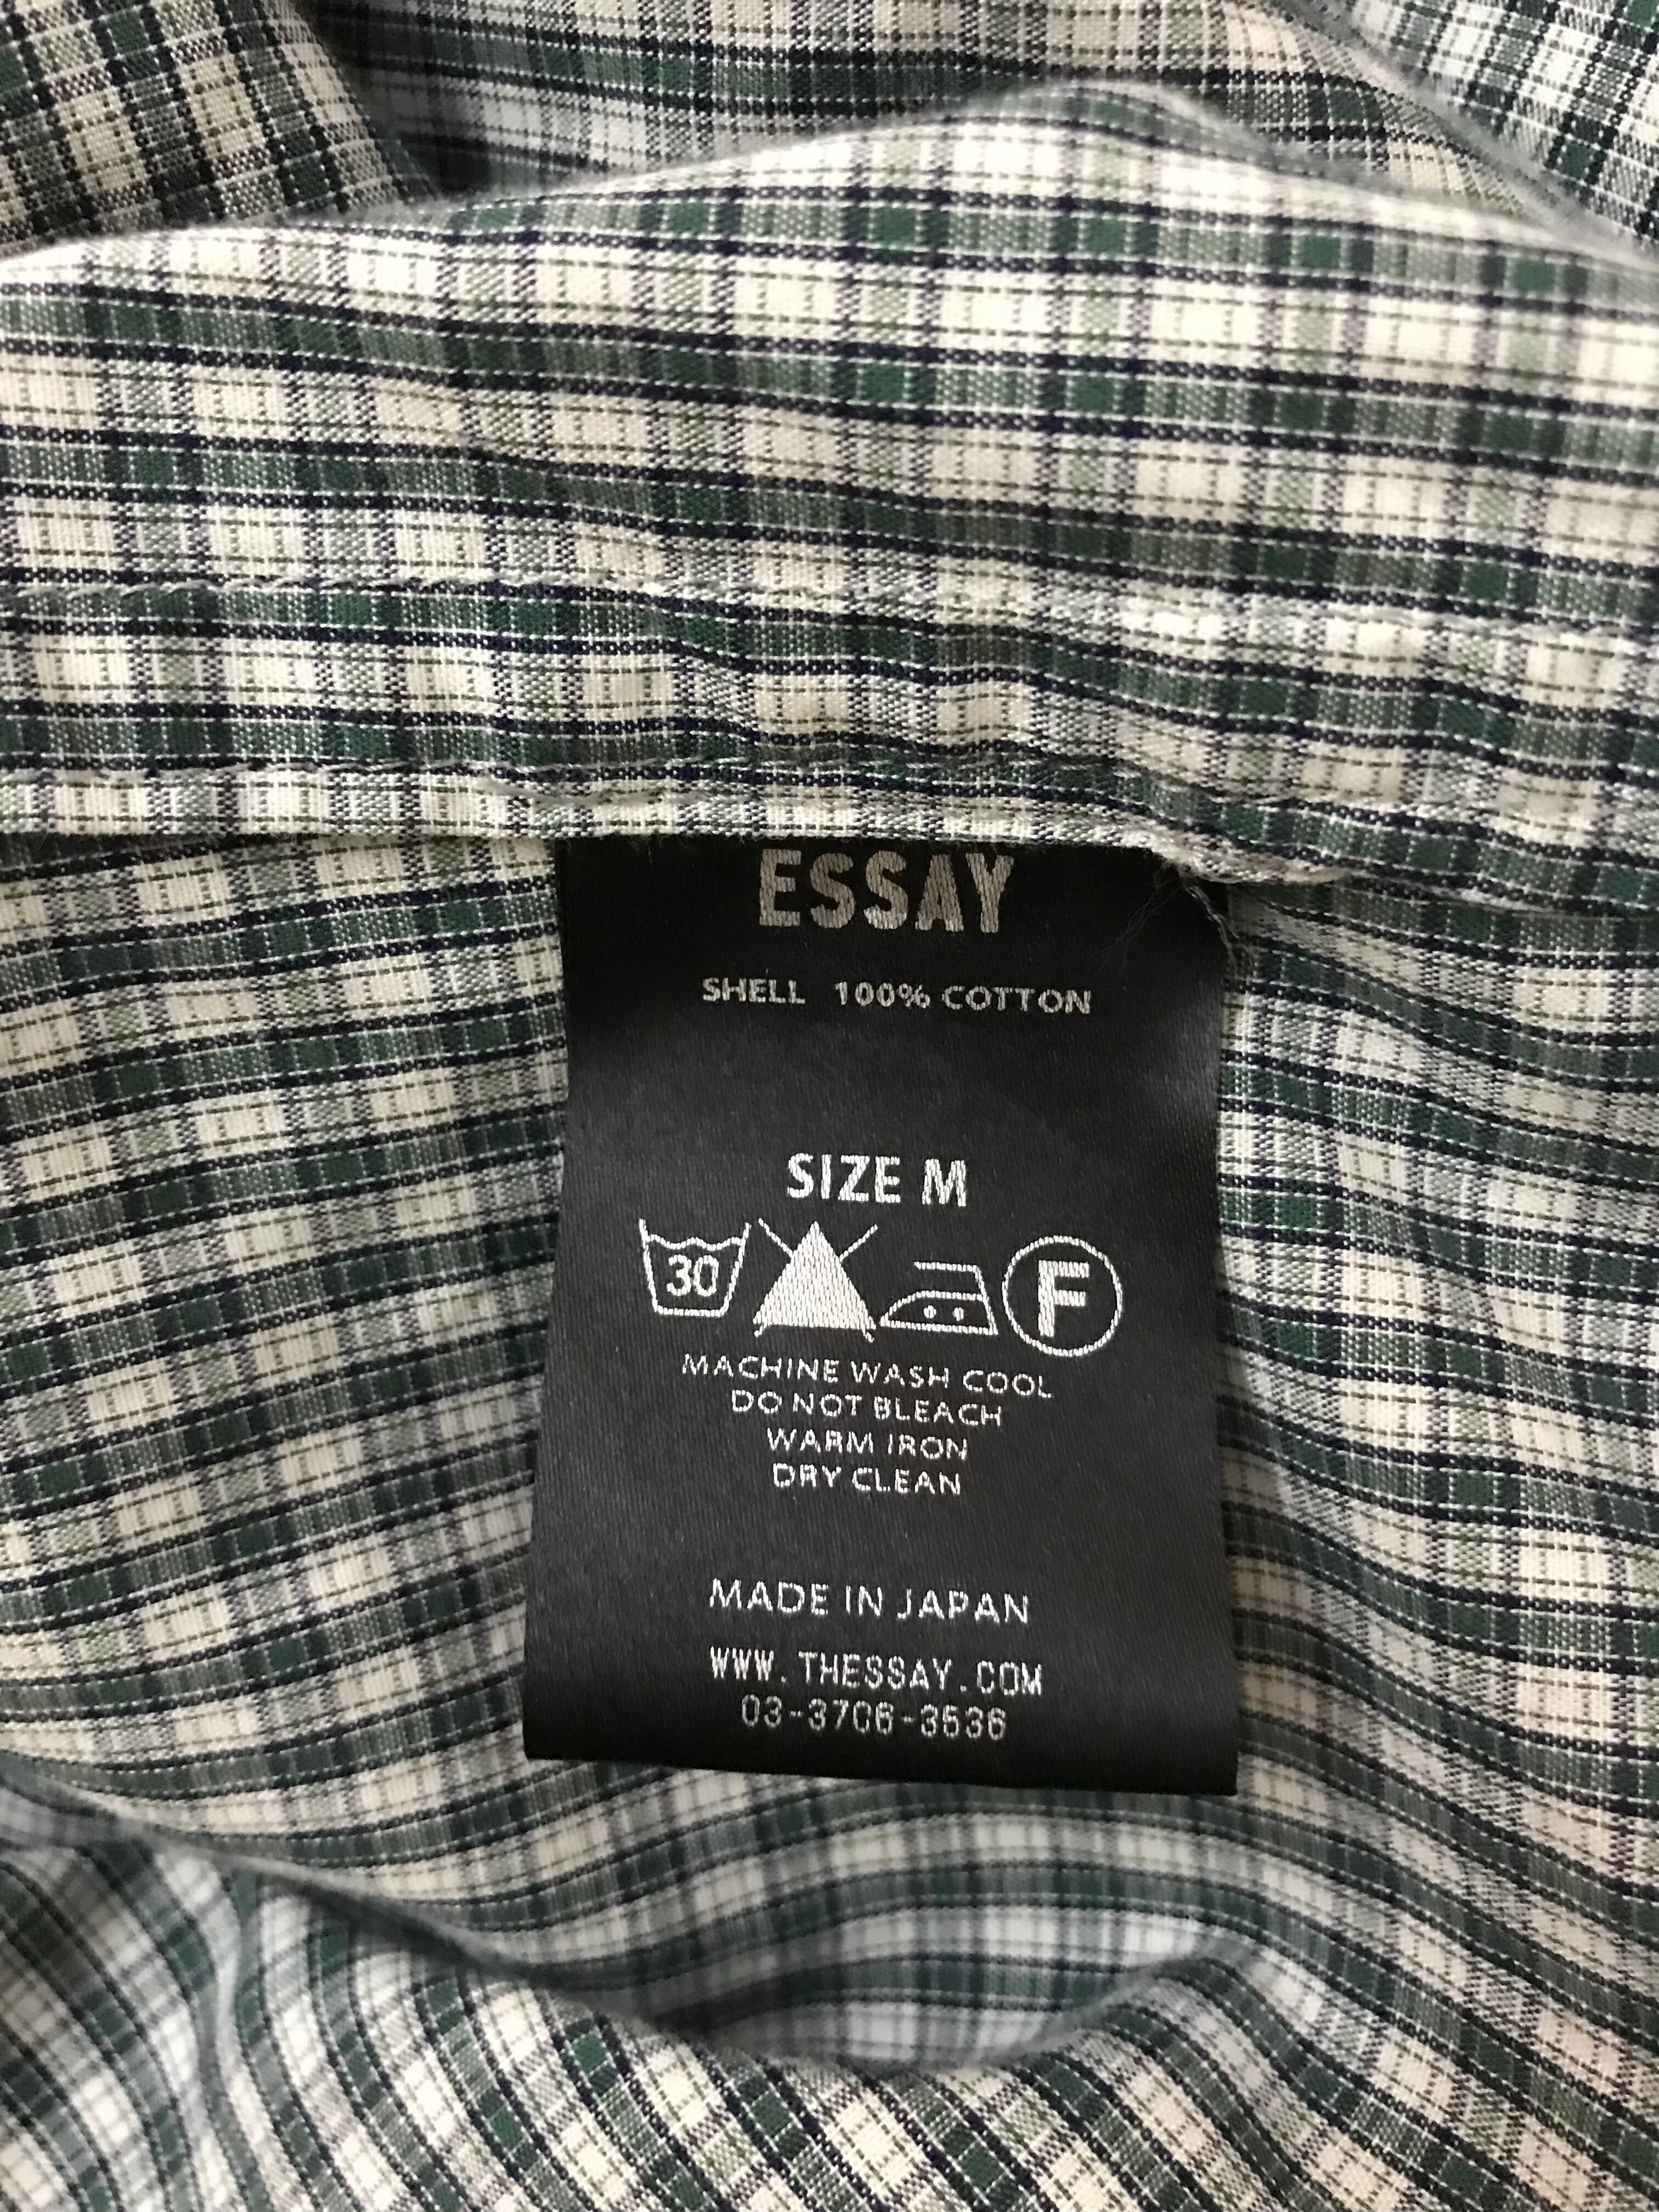 ESSAY
SHELL 100% COTTON
SIZE M
30 F
MACHINE WASH COOL
DO NOT BLEACH
WARM IRON
DRY CLEAN
MADE IN JAPAN
WWW.THESSAY.COM
03-3706-3536